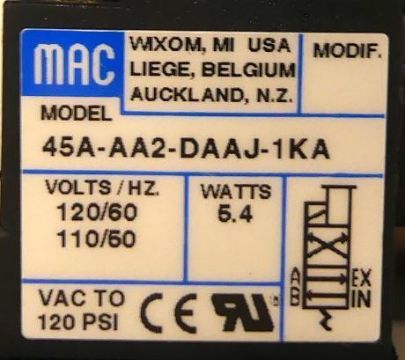 MAC
WIXOM, MI USA
LIEGE, BELGIUM
AUCKLAND, N.Z.
MODIF.
MODEL
45A-AA2-DAAJ-1KA
VOLTS / HZ.
120/60
110/50
WATTS
5.4
A EX
B IN
VAC TO
120 PSI
CE RU